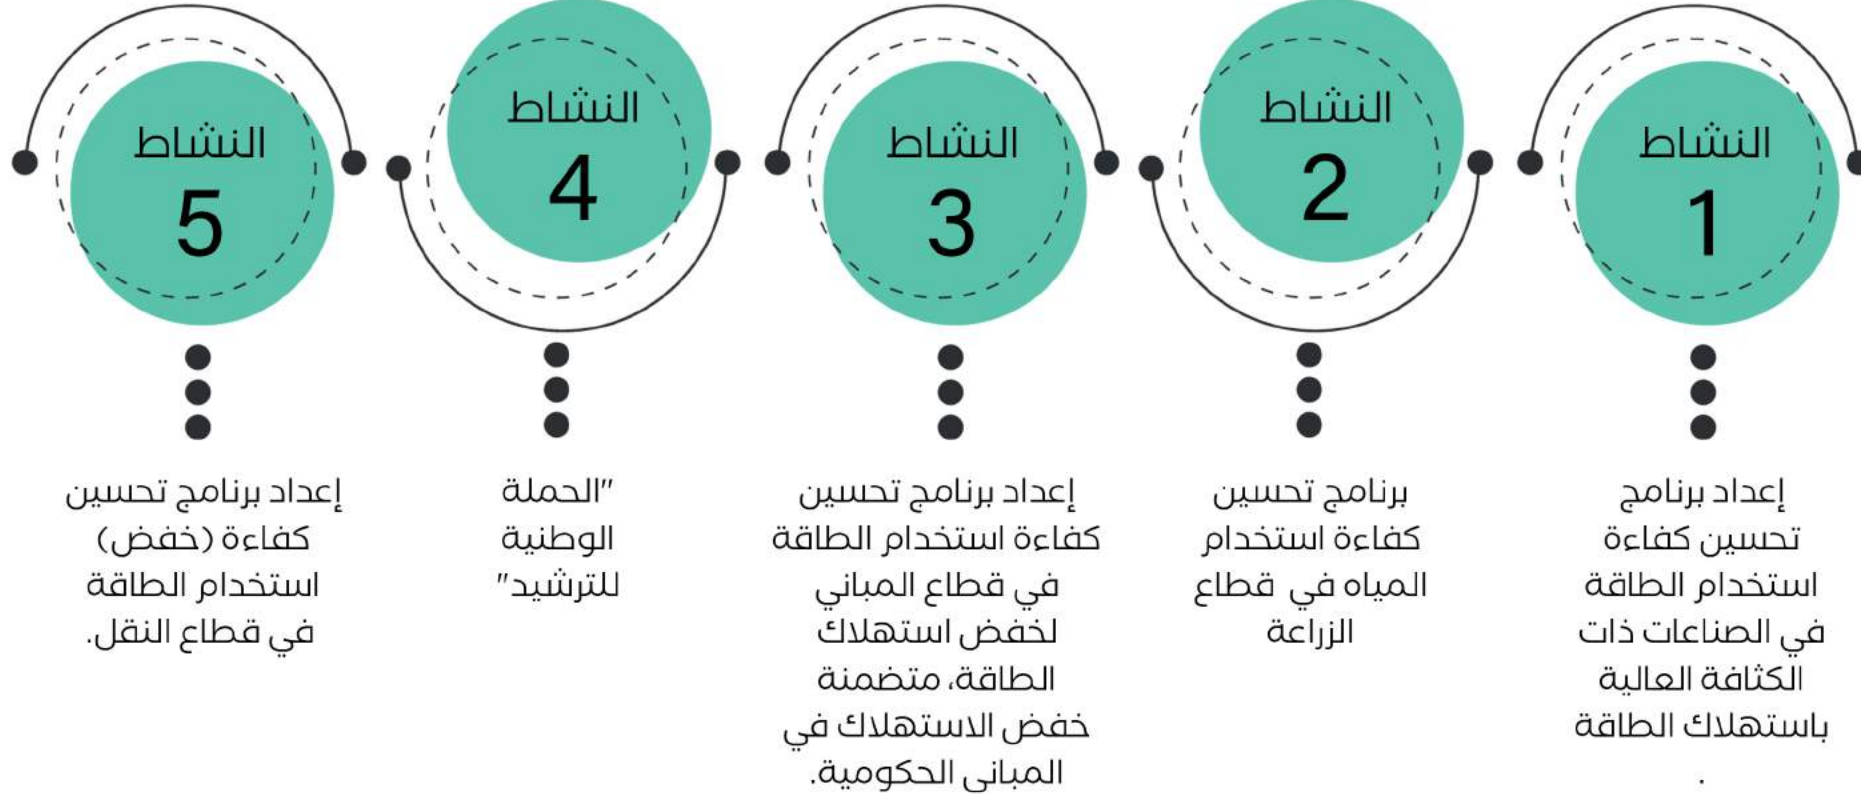 النشاط
1
إعداد برنامج
تحسين كفاءة
استخدام الطاقة
في الصناعات ذات
الكثافة العالية
باستهلاك الطاقة
.
النشاط
2
برنامج تحسين
كفاءة استخدام
المياه في قطاع
الزراعة
النشاط
3
إعداد برنامج تحسين
كفاءة استخدام الطاقة
في قطاع المباني
لخفض استهلاك
الطاقة، متضمنة
خفض الاستهلاك في
المباني الحكومية.
النشاط
4
"الحملة
الوطنية
للترشيد"
النشاط
5
إعداد برنامج تحسين
كفاءة (خفض)
استخدام الطاقة
في قطاع النقل.